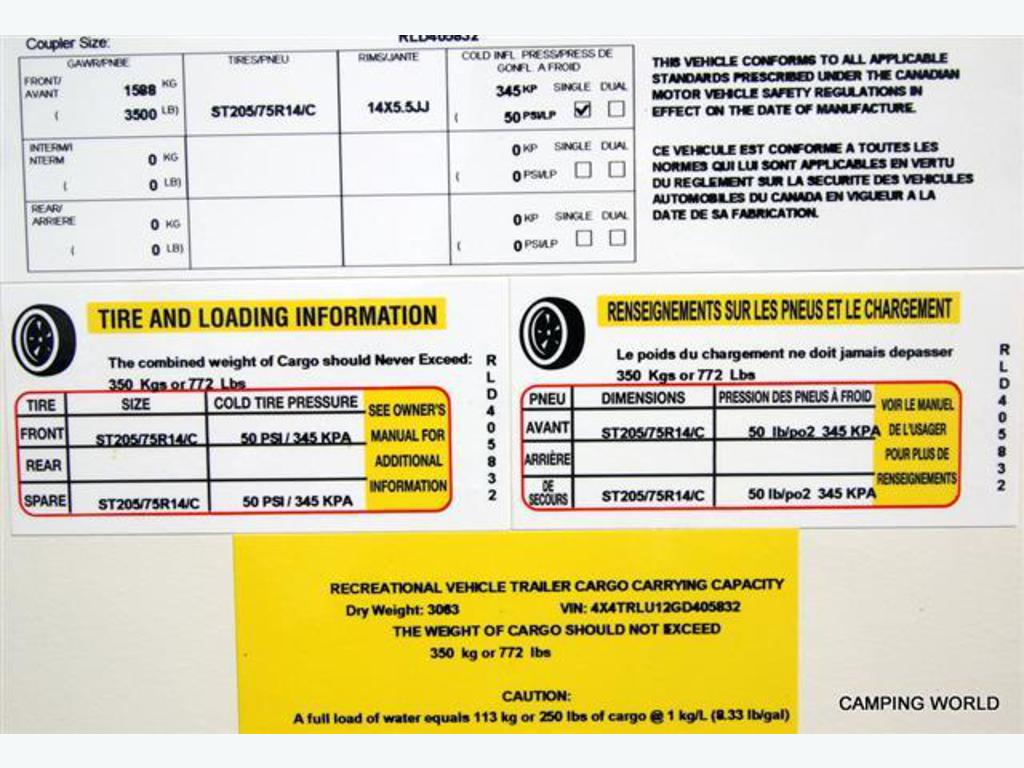 Coupler Size: RLD405832
GAWR/PNBE TIRES/PNEU RIMS/JANTE COLD INFL. PRESS/PRESS DE
GONFL. A FROID
FRONT/
AVANT 1588 KG 345 KP SINGLE DUAL
( 3500 LB) ST205/75R14/C 14X5.5JJ ( 50 PSI/LP
INTERM/I
NTERM 0 KG 0 KP SINGLE DUAL
( 0 LB) ( 0 PSI/LP
REAR/
ARRIERE 0 KG 0 KP SINGLE DUAL
( 0 LB) ( 0 PSI/LP
THIS VEHICLE CONFORMS TO ALL APPLICABLE
STANDARDS PRESCRIBED UNDER THE CANADIAN
MOTOR VEHICLE SAFETY REGULATIONS IN
EFFECT ON THE DATE OF MANUFACTURE.
CE VEHICULE EST CONFORME A TOUTES LES
NORMES QUI LUI SONT APPLICABLES EN VERTU
DU REGLEMENT SUR LA SECURITE DES VEHICULES
AUTOMOBILES DU CANADA EN VIGUEUR A LA
DATE DE SA FABRICATION.
TIRE AND LOADING INFORMATION
The combined weight of Cargo should Never Exceed:
350 Kgs or 772 Lbs
TIRE SIZE COLD TIRE PRESSURE
FRONT ST205/75R14/C 50 PSI / 345 KPA
REAR
SPARE ST205/75R14/C 50 PSI / 345 KPA
SEE OWNER'S
MANUAL FOR
ADDITIONAL
INFORMATION
RLD405832
RENSEIGNEMENTS SUR LES PNEUS ET LE CHARGEMENT
Le poids du chargement ne doit jamais depasser
350 Kgs or 772 Lbs
PNEU DIMENSIONS PRESSION DES PNEUS À FROID
AVANT ST205/75R14/C 50 lb/po2 345 KPA
ARRIÈRE
DE
SECOURS ST205/75R14/C 50 lb/po2 345 KPA
VOIR LE MANUEL
DE L'USAGER
POUR PLUS DE
RENSEIGNEMENTS
RLD405832
RECREATIONAL VEHICLE TRAILER CARGO CARRYING CAPACITY
Dry Weight: 3063 VIN: 4X4TRLU12GD405832
THE WEIGHT OF CARGO SHOULD NOT EXCEED
350 kg or 772 lbs
CAUTION:
A full load of water equals 113 kg or 250 lbs of cargo @ 1 kg/L (8.33 lb/gal)
CAMPING WORLD